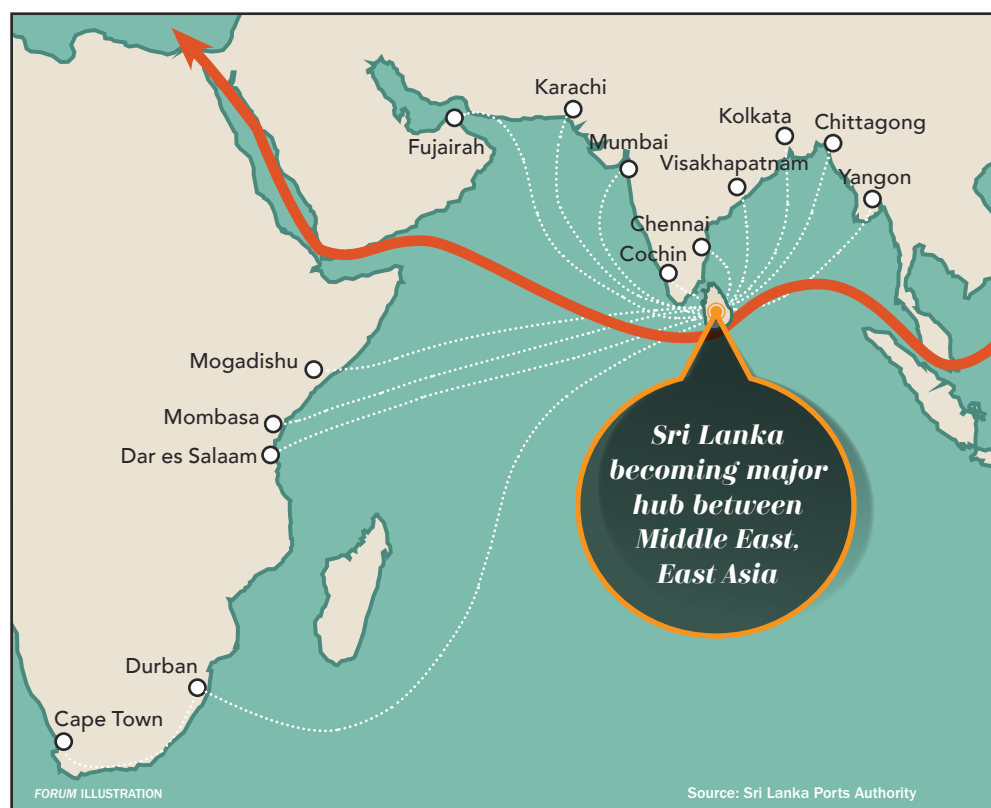 Karachi
Kolkata
Chittagong
Fujairah
Mumbai
Visakhapatnam
Yangon
Chennai
Cochin
Mogadishu
Mombasa
Dar es Salaam
Sri Lanka
becoming major
hub between
Middle East,
East Asia
Durban
Cape Town
FORUM ILLUSTRATION
Source: Sri Lanka Ports Authority